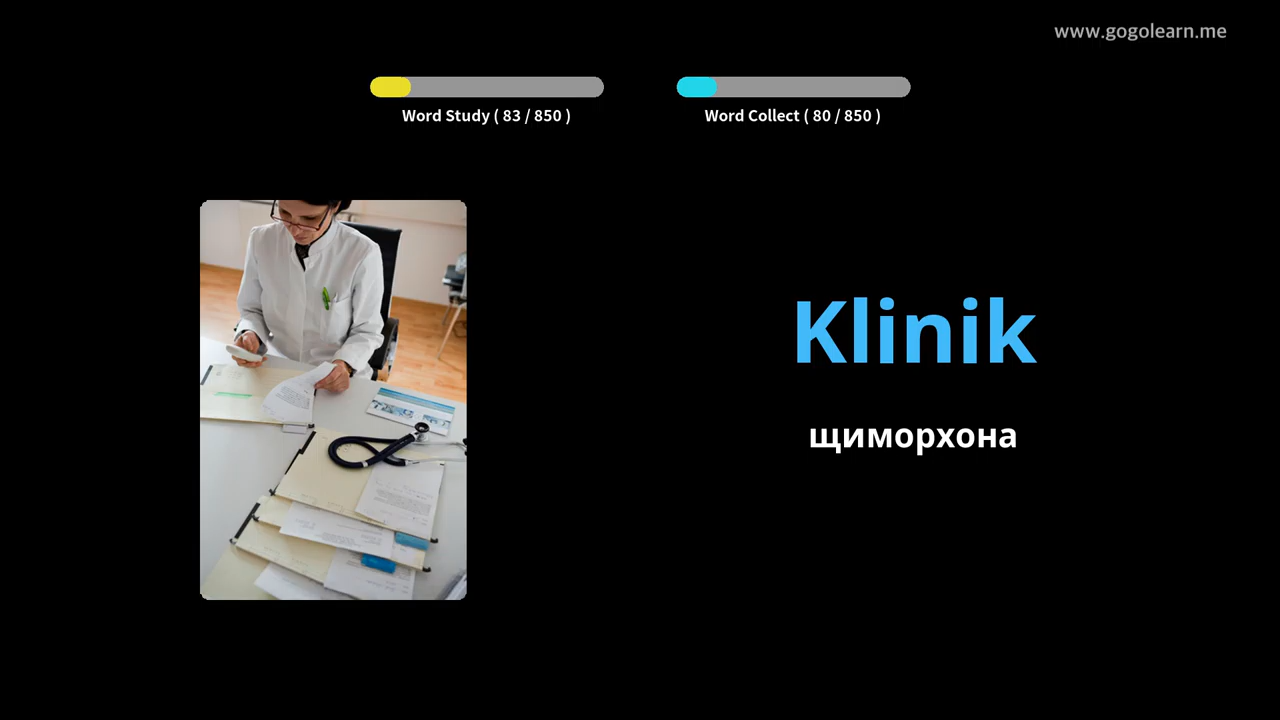 www.gogolearn.me
Word Study ( 83 / 850 )
Word Collect ( 80 / 850 )
Klinik
щиморхона